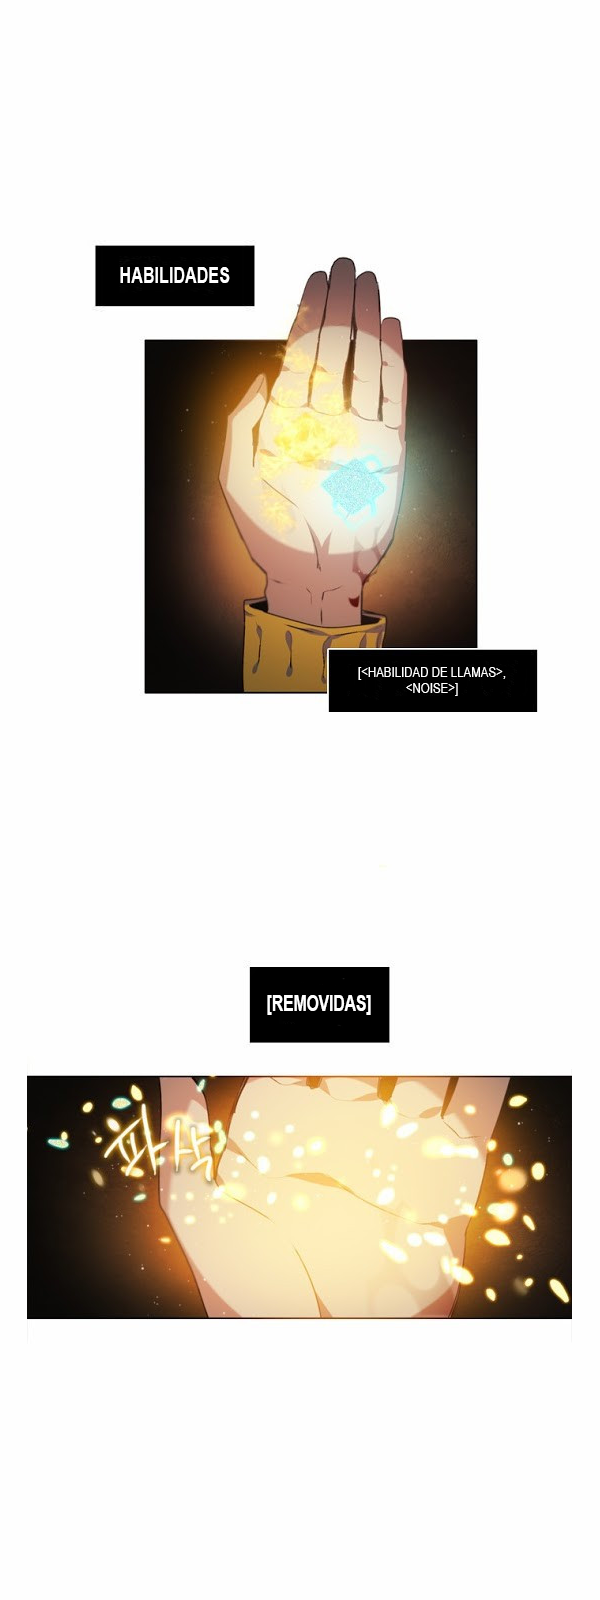 HABILIDADES
[<HABILIDAD DE LLAMAS>,
<NOISE>]
[REMOVIDAS]
파삭